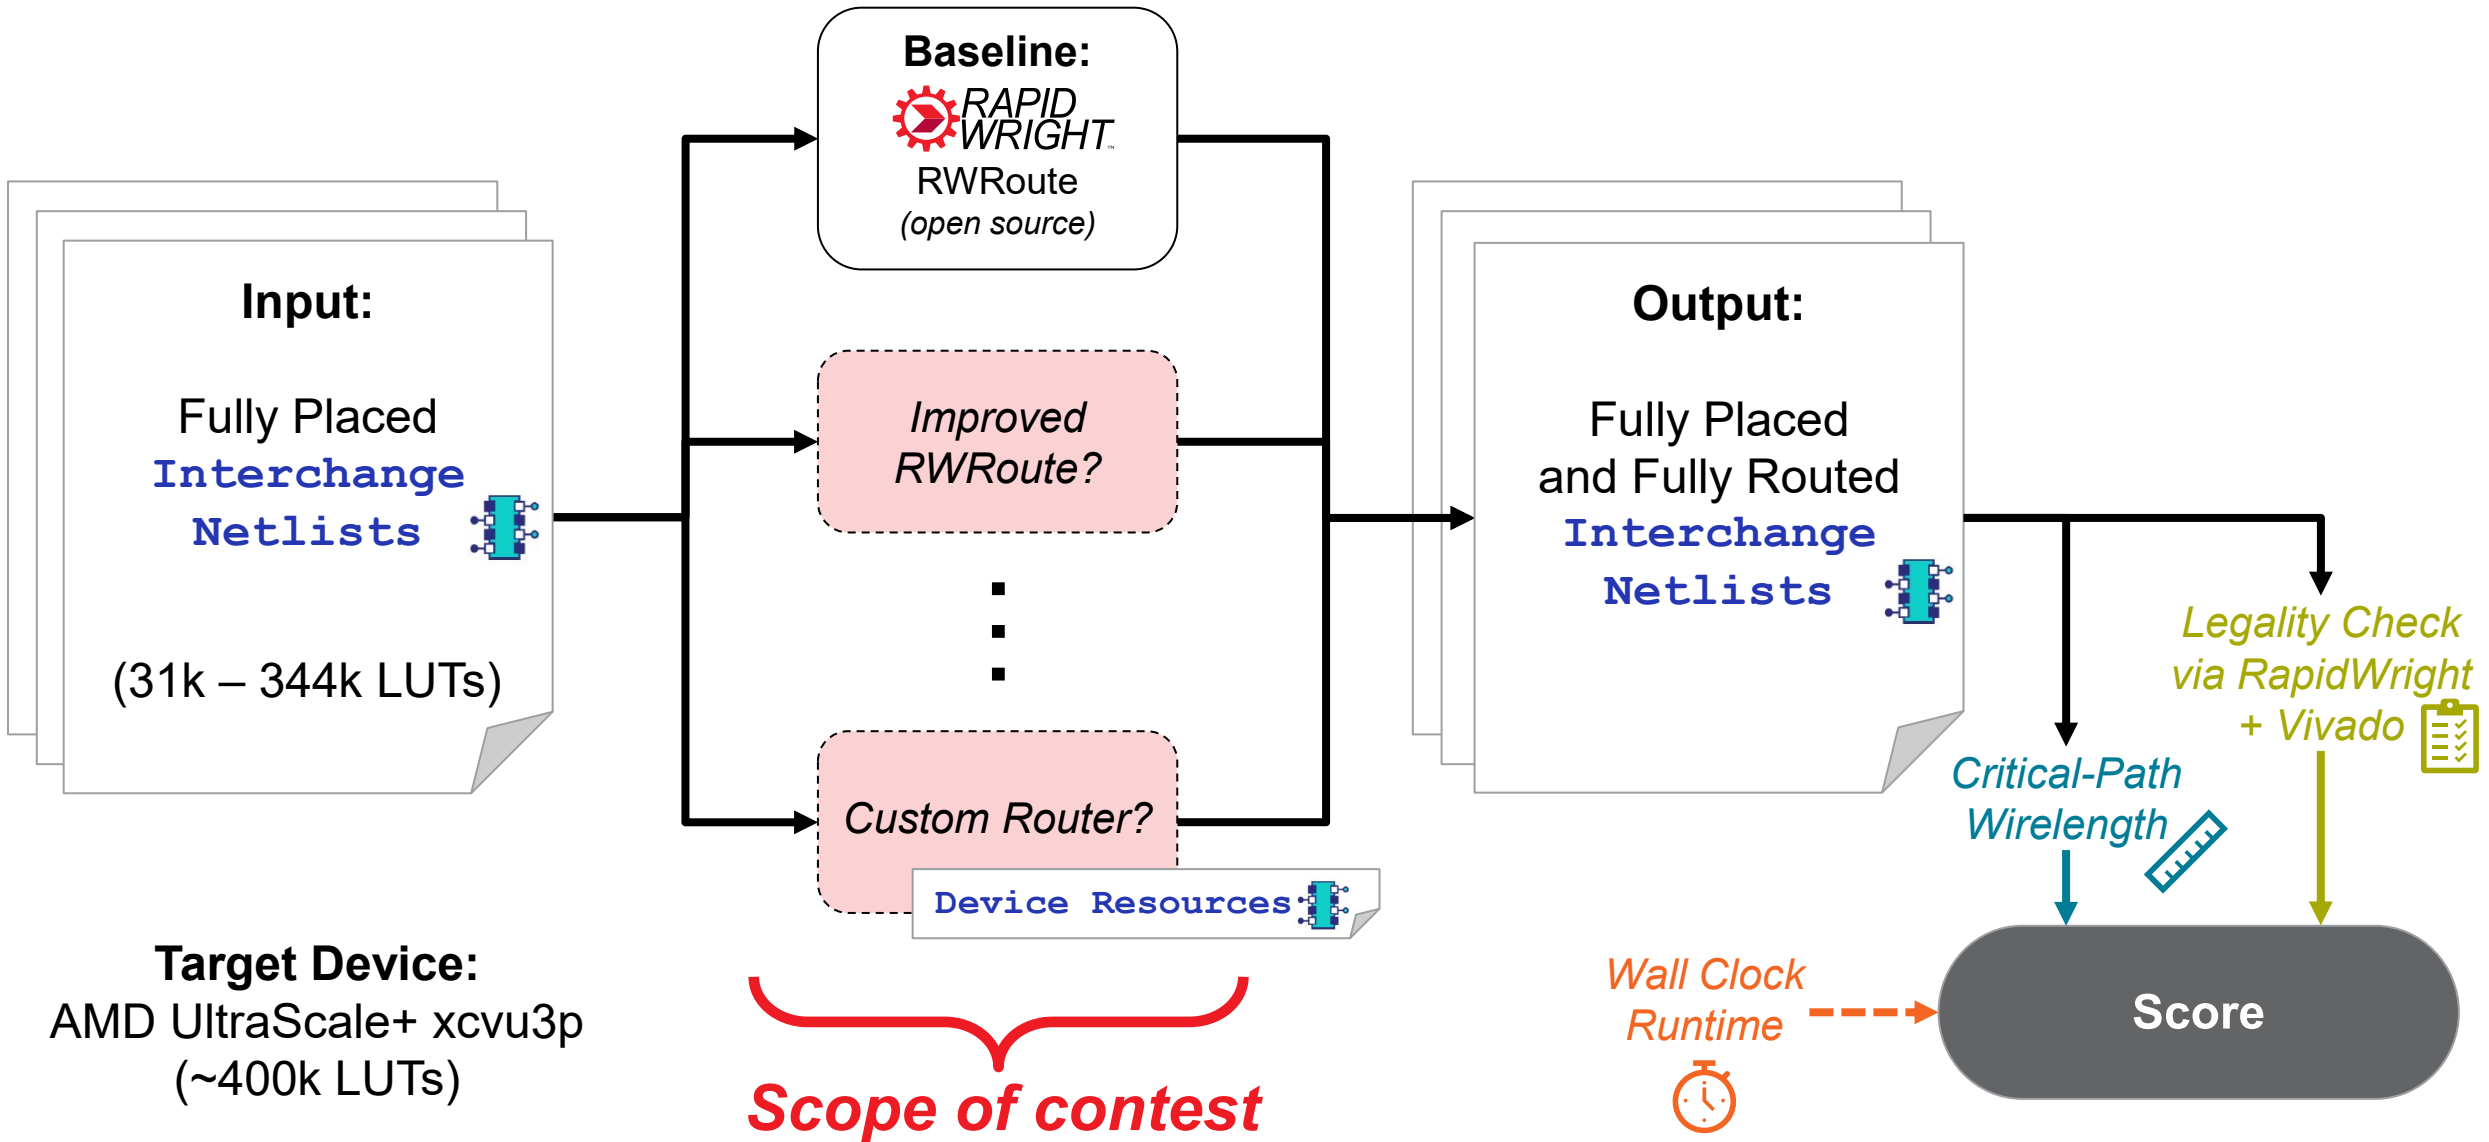 Input:
Fully Placed
Interchange
Netlists
(31k – 344k LUTs)
Target Device:
AMD UltraScale+ xcvu3p
(~400k LUTs)
Baseline:
RAPID
WRIGHT™
RWRoute
(open source)
Improved
RWRoute?
Custom Router?
Device Resources
Scope of contest
Output:
Fully Placed
and Fully Routed
Interchange
Netlists
Legality Check
via RapidWright
+ Vivado
Critical-Path
Wirelength
Wall Clock
Runtime
Score